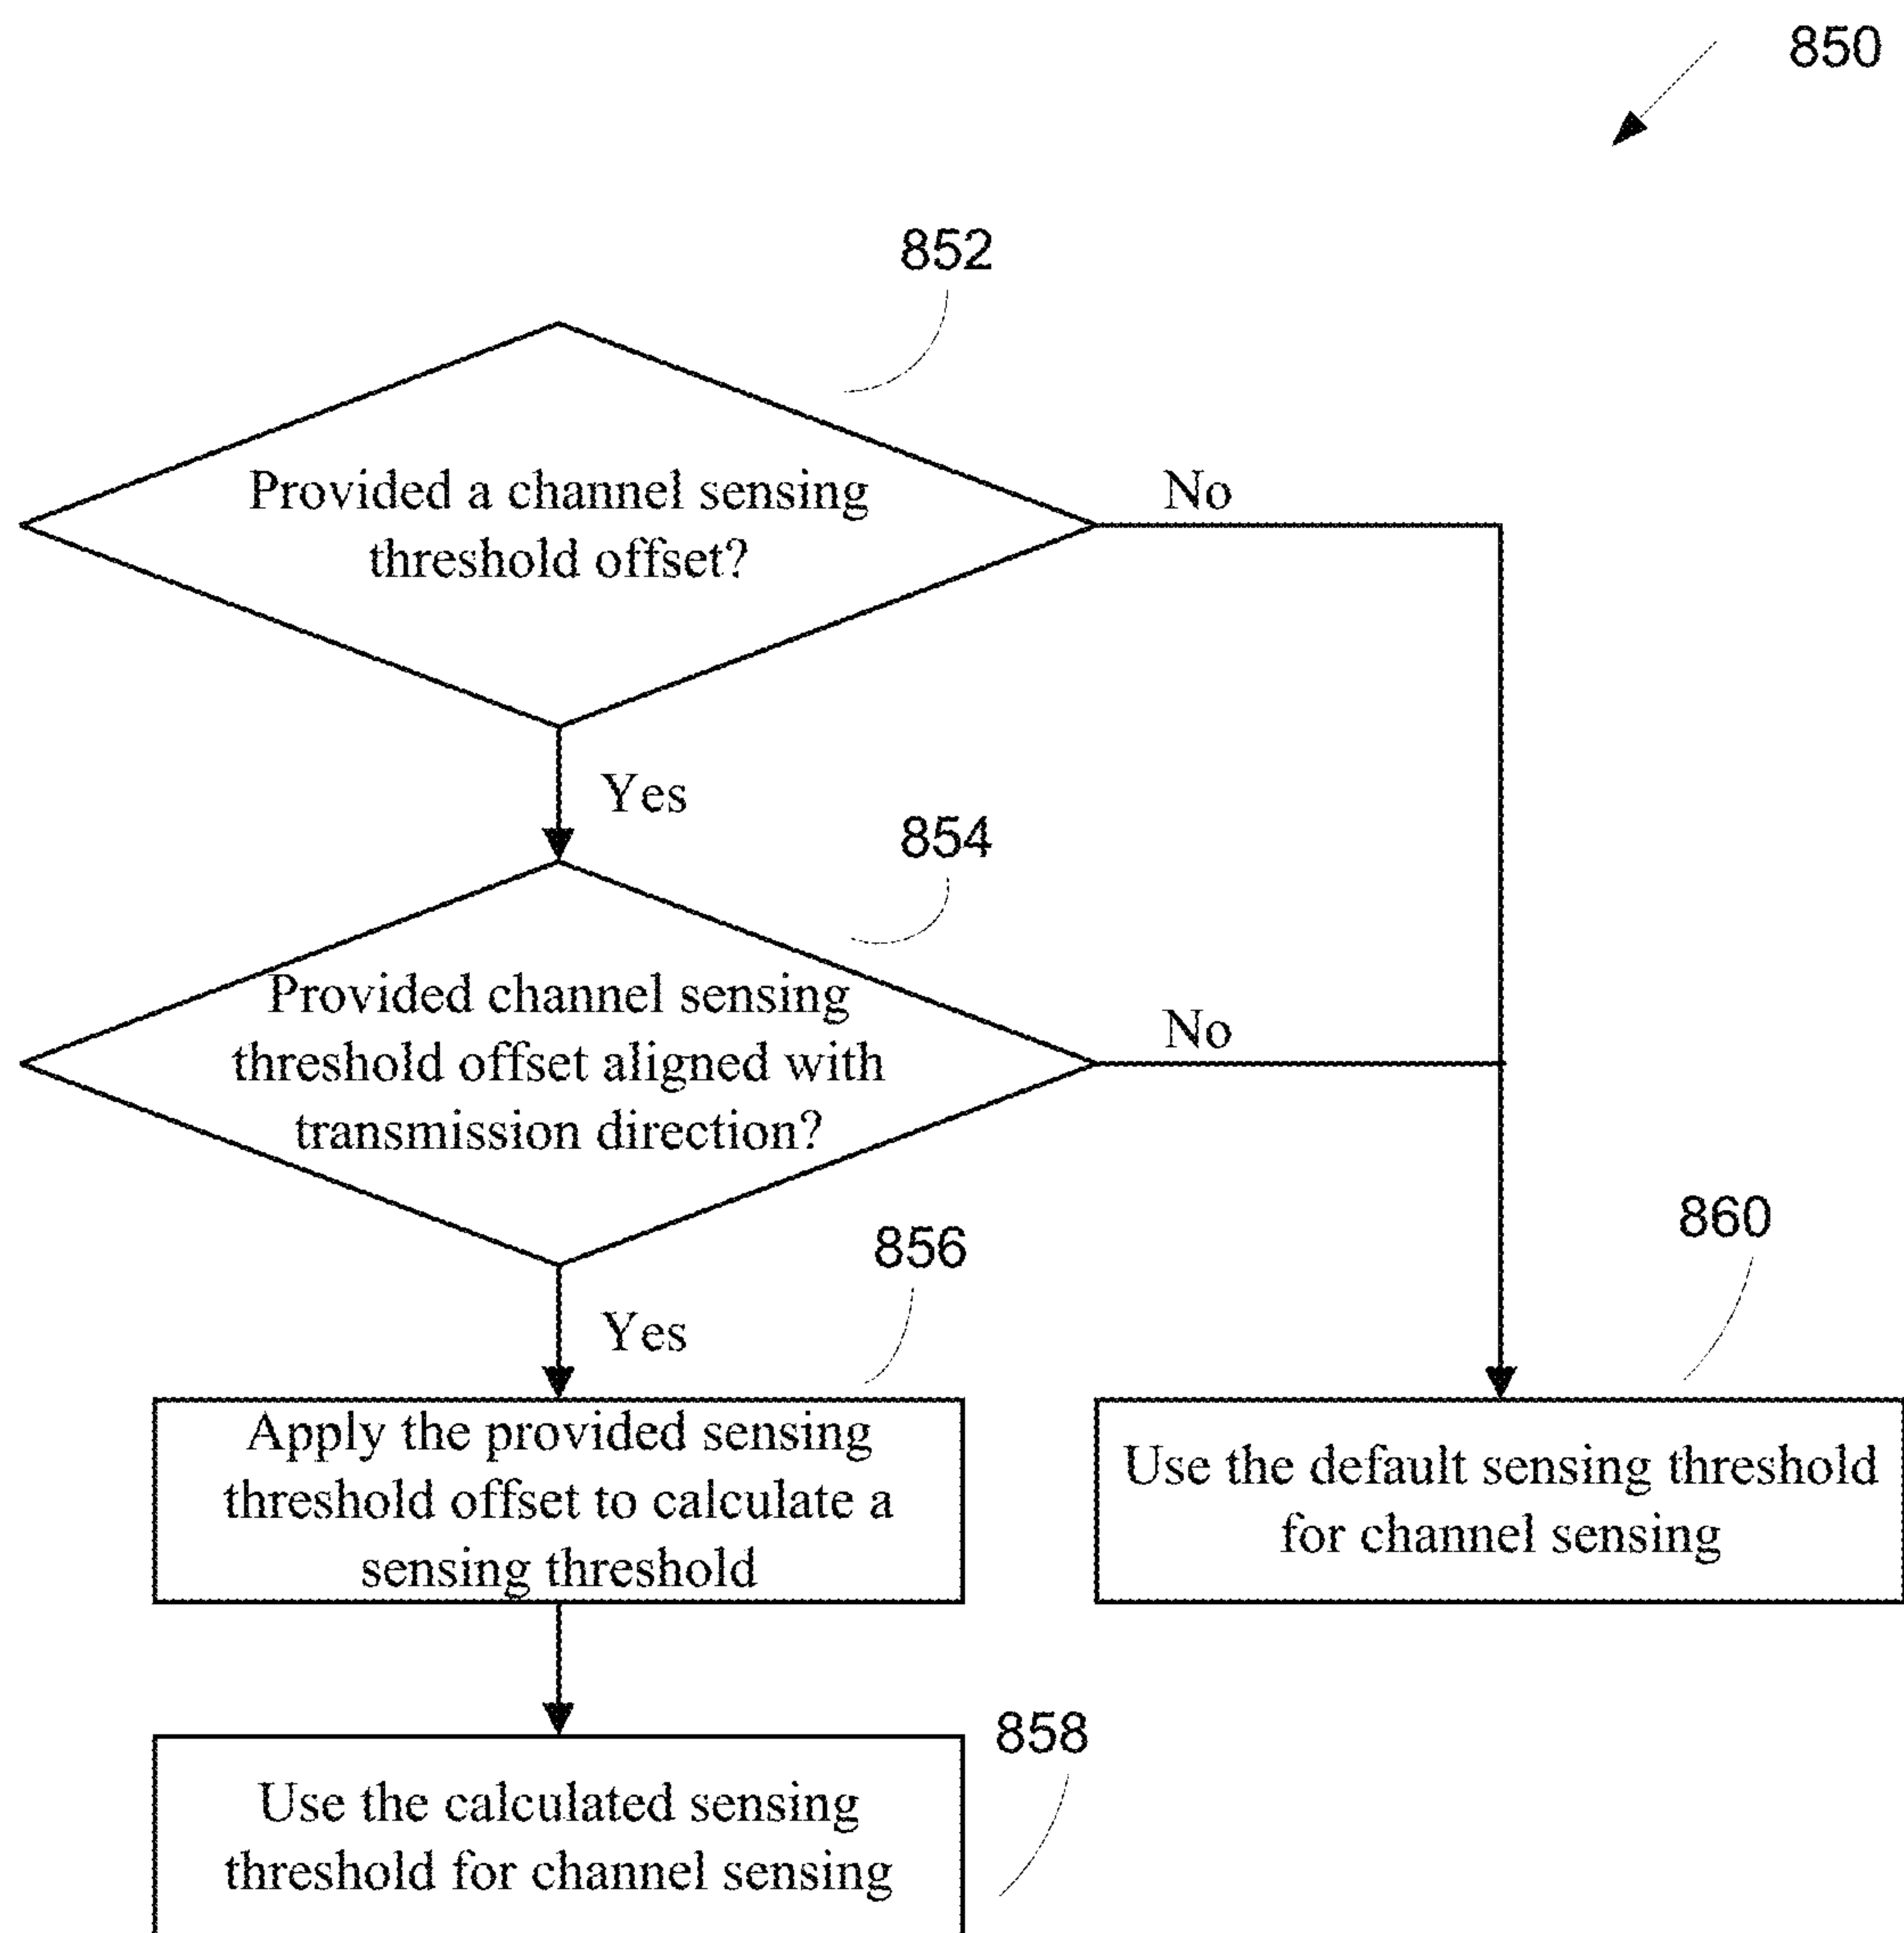 850
852
Provided a channel sensing
threshold offset?
No
Yes
854
Provided channel sensing
threshold offset aligned with
transmission direction?
No
Yes
856
Apply the provided sensing
threshold offset to calculate a
sensing threshold
860
Use the default sensing threshold
for channel sensing
858
Use the calculated sensing
threshold for channel sensing